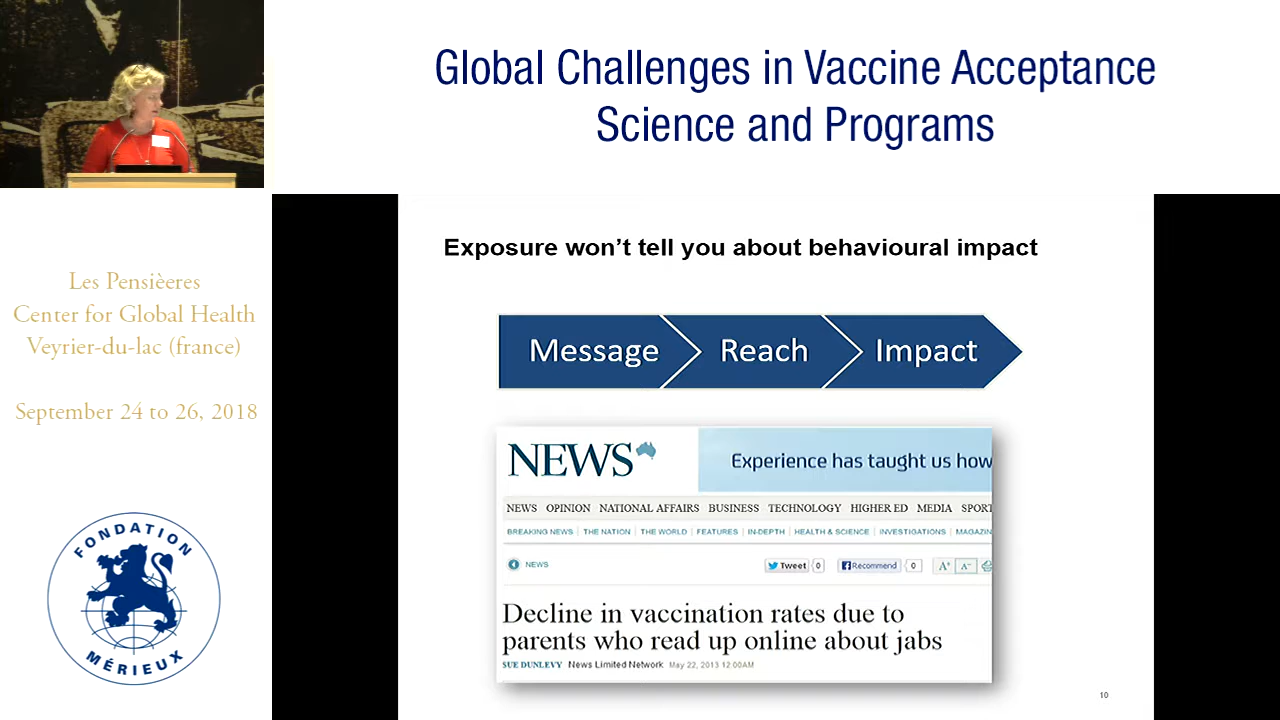 Global Challenges in Vaccine Acceptance
Science and Programs
Les Pensièeres
Center for Global Health
Veyrier-du-lac (france)
September 24 to 26, 2018
FONDATION
MÉRIEUX
Exposure won’t tell you about behavioural impact
Message Reach Impact
NEWS
Experience has taught us how
NEWS OPINION NATIONAL AFFAIRS BUSINESS TECHNOLOGY HIGHER ED MEDIA SPORT
BREAKING NEWS THE NATION THE WORLD FEATURES IN-DEPTH HEALTH & SCIENCE INVESTIGATIONS MAGAZIN
NEWS
Tweet 0 Recommend 0 A+ A-
Decline in vaccination rates due to
parents who read up online about jabs
SUE DUNLEVY News Limited Network May 22, 2013 12:00AM
10